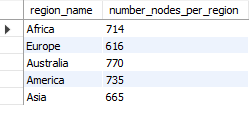 region_name number_nodes_per_region
Africa 714
Europe 616
Australia 770
America 735
Asia 665